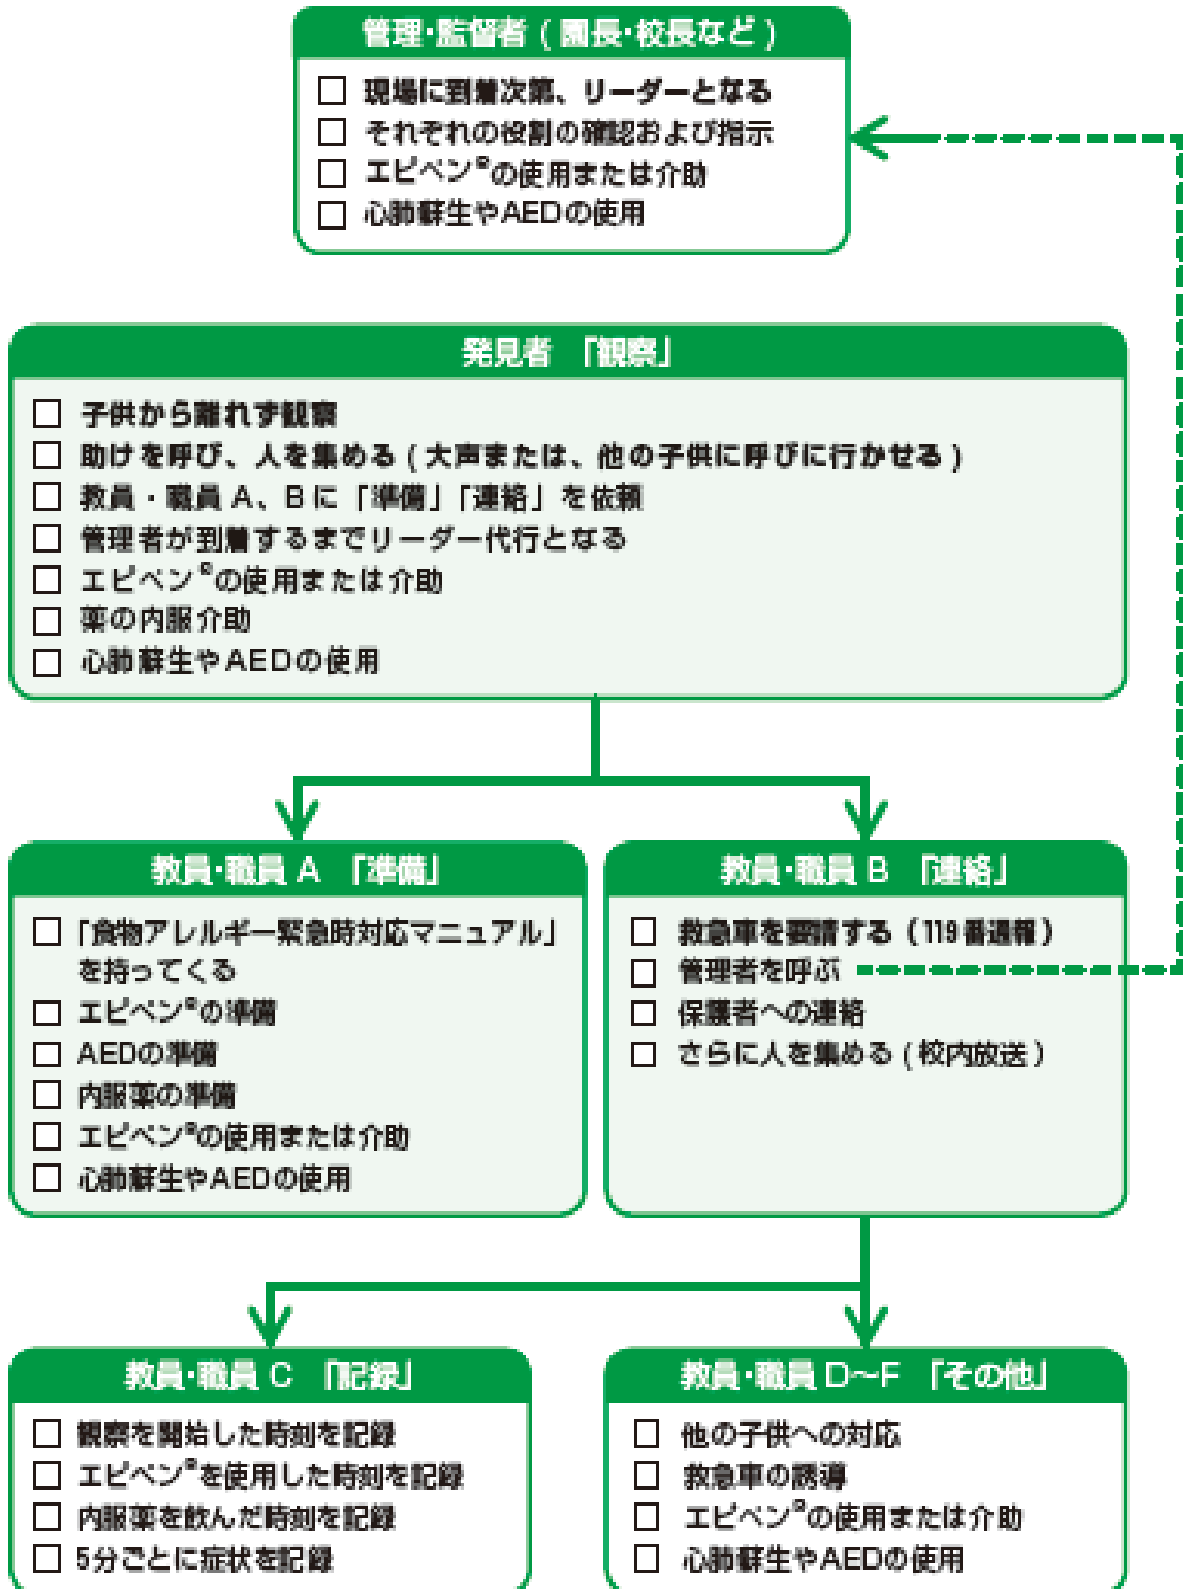 管理・監督者(園長・校長など)
□ 現場に到着次第、リーダーとなる
□ それぞれの役割の確認および指示
□ エピペン®の使用または介助
□ 心肺蘇生やAEDの使用
発見者 「観察」
□ 子供から離れず観察
□ 助けを呼び、人を集める(大声または、他の子供に呼びに行かせる)
□ 教員・職員 A、Bに「準備」「連絡」を依頼
□ 管理者が到着するまでリーダー代行となる
□ エピペン®の使用または介助
□ 薬の内服介助
□ 心肺蘇生やAEDの使用
教員・職員 A 「準備」
□ 「食物アレルギー緊急時対応マニュアル」
を持ってくる
□ エピペン®の準備
□ AEDの準備
□ 内服薬の準備
□ エピペン®の使用または介助
□ 心肺蘇生やAEDの使用
教員・職員 B 「連絡」
□ 救急車を要請する(119番通報)
□ 管理者を呼ぶ
□ 保護者への連絡
□ さらに人を集める(校内放送)
教員・職員 C 「記録」
□ 観察を開始した時刻を記録
□ エピペン®を使用した時刻を記録
□ 内服薬を飲んだ時刻を記録
□ 5分ごとに症状を記録
教員・職員 D～F 「その他」
□ 他の子供への対応
□ 救急車の誘導
□ エピペン®の使用または介助
□ 心肺蘇生やAEDの使用